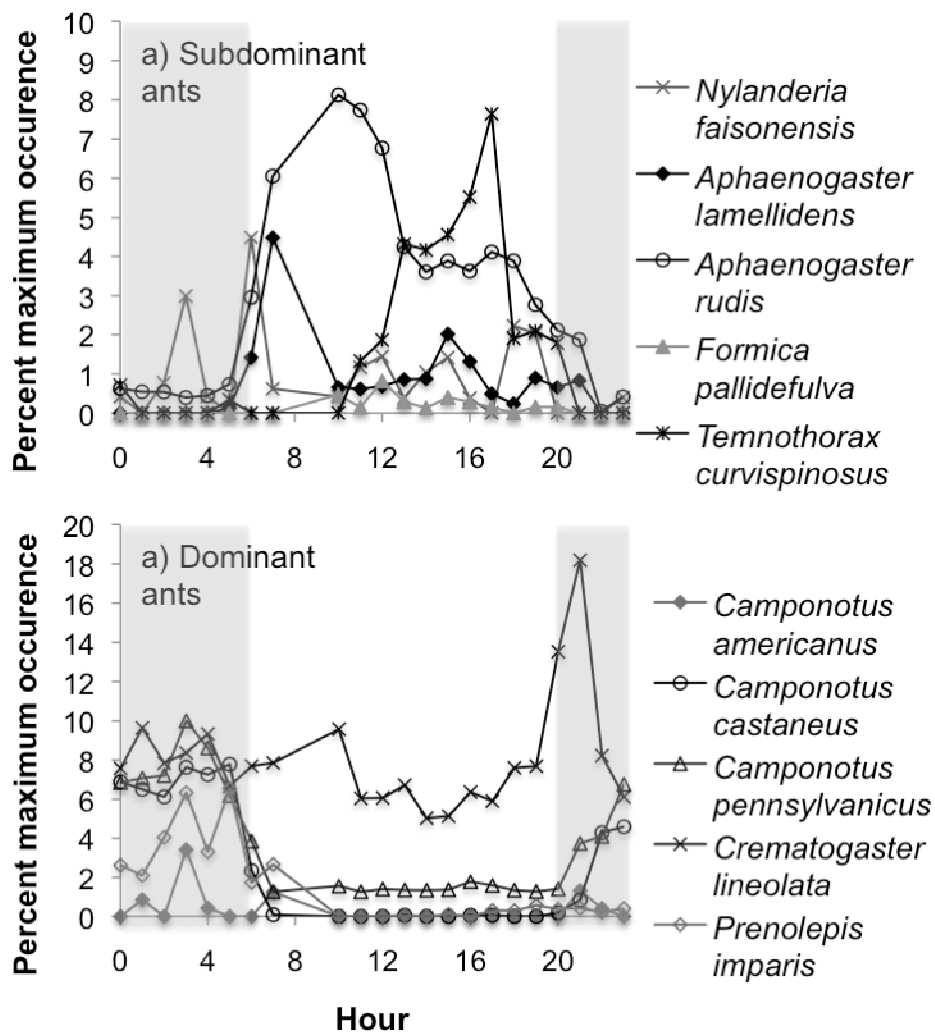 10
9
8
7
6
5
4
3
2
1
0
Percent maximum occurence
a) Subdominant
ants
0 4 8 12 16 20
Nylanderia
faisonensis
Aphaenogaster
lamellidens
Aphaenogaster
rudis
Formica
pallidefulva
Temnothorax
curvispinosus
20
18
16
14
12
10
8
6
4
2
0
Percent maximum occurence
a) Dominant
ants
0 4 8 12 16 20
Hour
Camponotus
americanus
Camponotus
castaneus
Camponotus
pennsylvanicus
Crematogaster
lineolata
Prenolepis
imparis